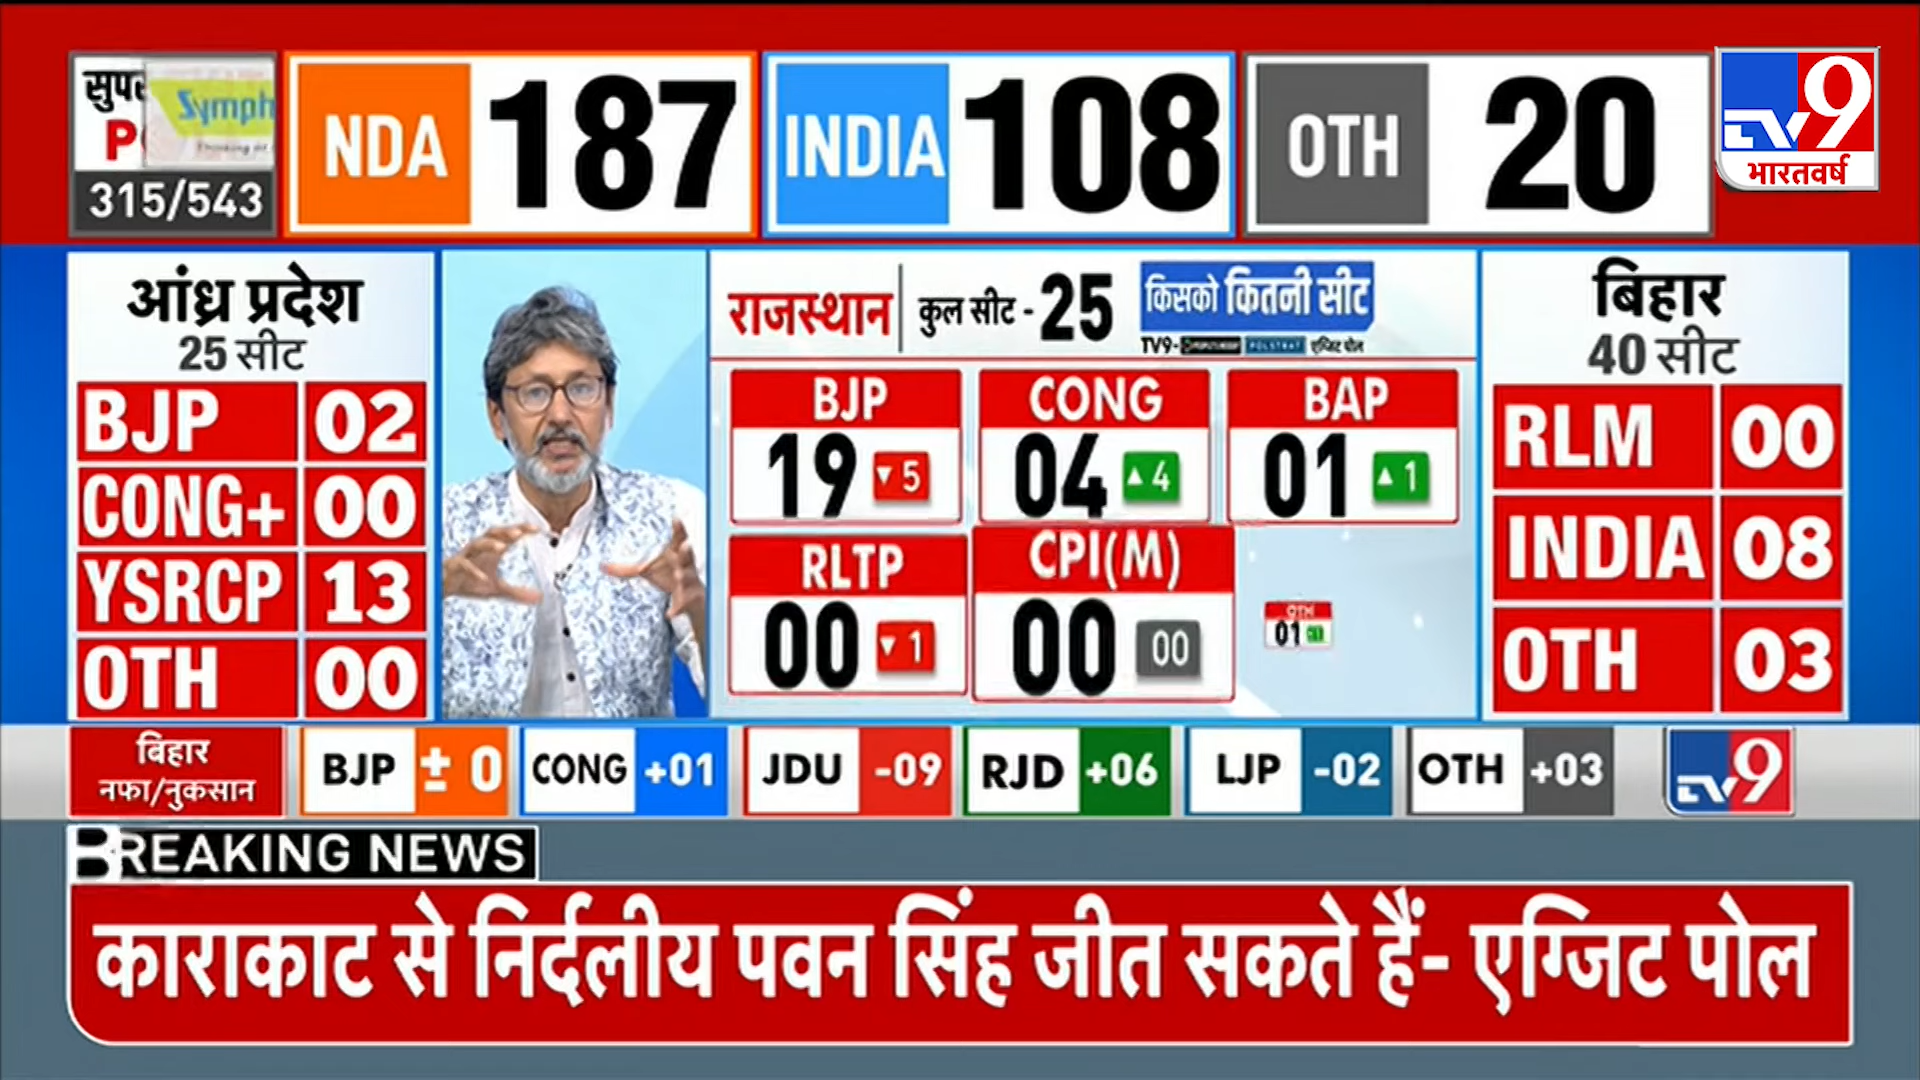 315/543
NDA 187
INDIA 108
OTH 20
TV9
भारतवर्ष
आंध्र प्रदेश
25 सीट
BJP 02
CONG+ 00
YSRCP 13
OTH 00
राजस्थान
कुल सीट - 25
किसको कितनी सीट
TV9- POLSTRAT एग्जिट पोल
BJP
19 ▼5
CONG
04 ▲4
BAP
01 ▲1
RLTP
00 ▼1
CPI(M)
00 00
OTH
01
बिहार
40 सीट
RLM 00
INDIA 08
OTH 03
बिहार
नफा/नुकसान
BJP ± 0
CONG +01
JDU -09
RJD +06
LJP -02
OTH +03
TV9
BREAKING NEWS
काराकाट से निर्दलीय पवन सिंह जीत सकते हैं- एग्जिट पोल